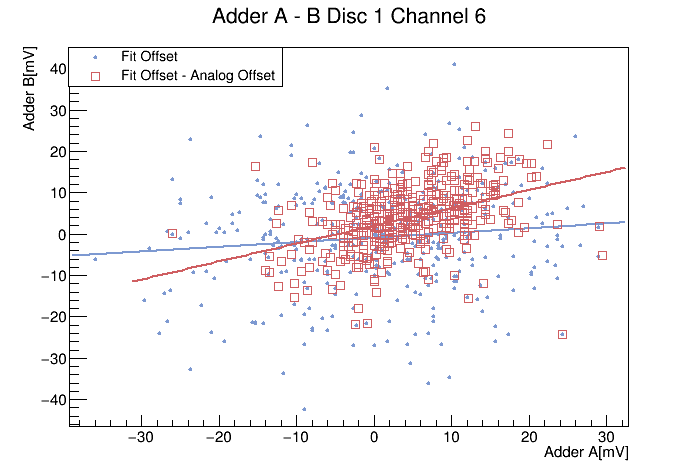 Adder A - B Disc 1 Channel 6
Adder B[mV]
Fit Offset
Fit Offset - Analog Offset
40
30
20
10
0
−10
−20
−30
−40
−30 −20 −10 0 10 20 30
Adder A[mV]